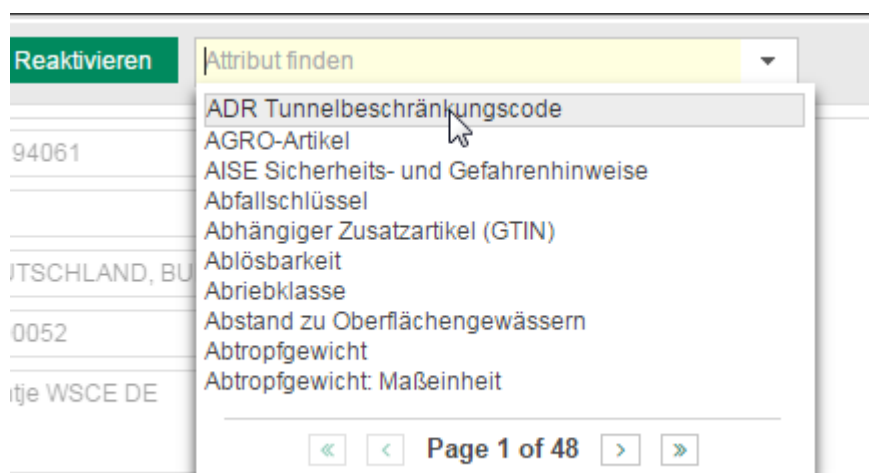 Reaktivieren
Attribut finden
ADR Tunnelbeschränkungscode
AGRO-Artikel
94061
AISE Sicherheits- und Gefahrenhinweise
Abfallschlüssel
Abhängiger Zusatzartikel (GTIN)
Ablösbarkeit
UTSCHLAND, BU
Abriebklasse
Abstand zu Oberflächengewässern
0052
Abtropfgewicht
Abtropfgewicht: Maßeinheit
tje WSCE DE
« < Page 1 of 48 > »